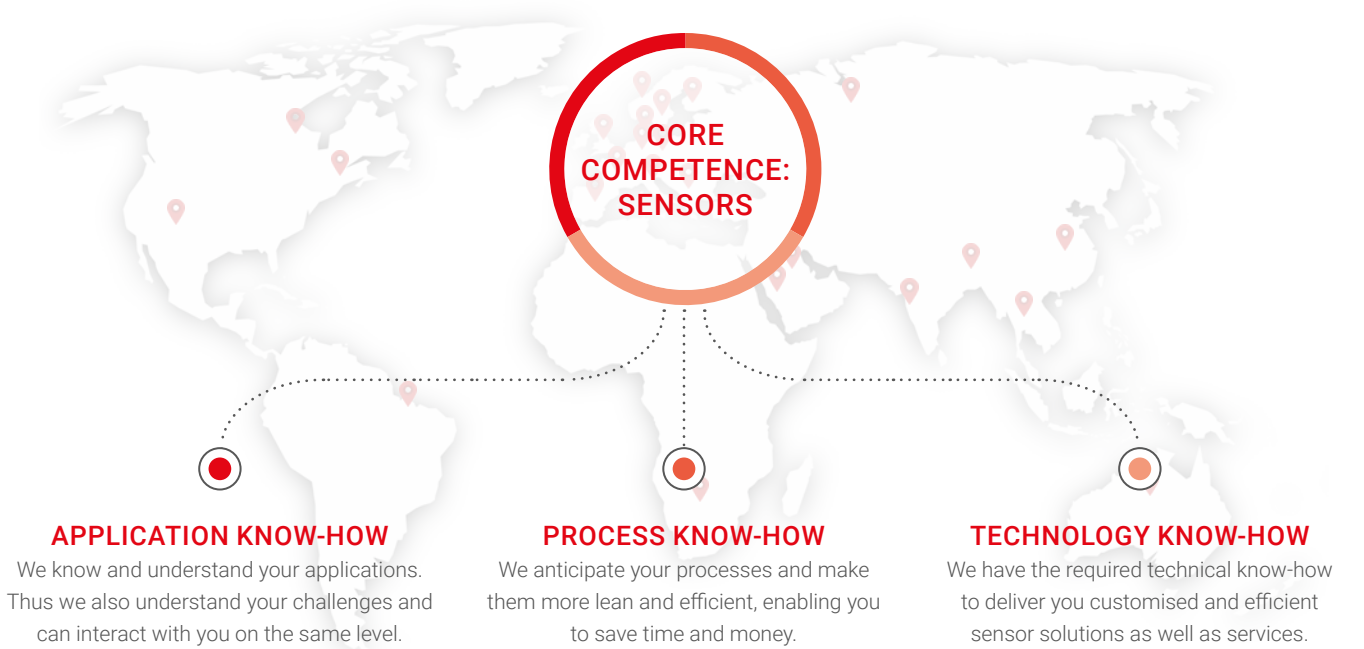 CORE
COMPETENCE:
SENSORS
APPLICATION KNOW-HOW
We know and understand your applications.
Thus we also understand your challenges and
can interact with you on the same level.
PROCESS KNOW-HOW
We anticipate your processes and make
them more lean and efficient, enabling you
to save time and money.
TECHNOLOGY KNOW-HOW
We have the required technical know-how
to deliver you customised and efficient
sensor solutions as well as services.